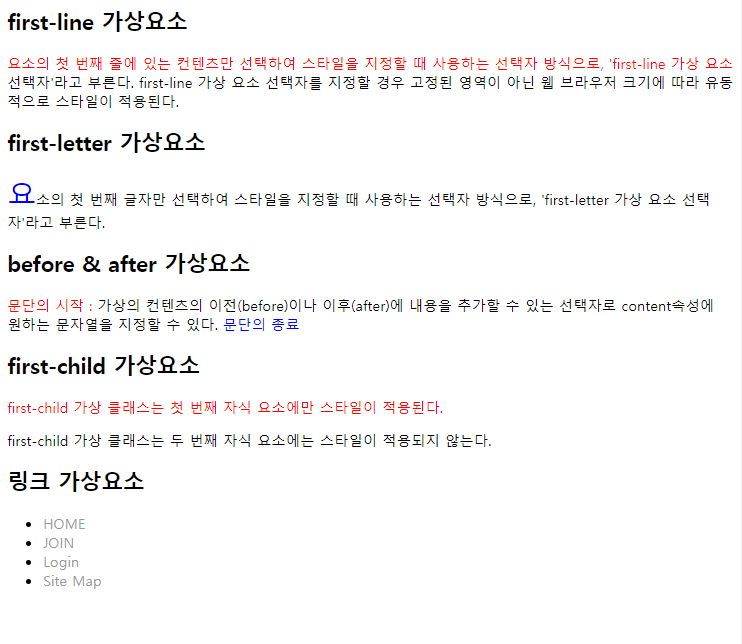 first-line 가상요소
요소의 첫 번째 줄에 있는 컨텐츠만 선택하여 스타일을 지정할 때 사용하는 선택자 방식으로, 'first-line 가상 요소
선택자'라고 부른다. first-line 가상 요소 선택자를 지정할 경우 고정된 영역이 아닌 웹 브라우저 크기에 따라 유동
적으로 스타일이 적용된다.
first-letter 가상요소
요소의 첫 번째 글자만 선택하여 스타일을 지정할 때 사용하는 선택자 방식으로, 'first-letter 가상 요소 선택
자'라고 부른다.
before & after 가상요소
문단의 시작 : 가상의 컨텐츠의 이전(before)이나 이후(after)에 내용을 추가할 수 있는 선택자로 content속성에
원하는 문자열을 지정할 수 있다. 문단의 종료
first-child 가상요소
first-child 가상 클래스는 첫 번째 자식 요소에만 스타일이 적용된다.
first-child 가상 클래스는 두 번째 자식 요소에는 스타일이 적용되지 않는다.
링크 가상요소
HOME
JOIN
Login
Site Map